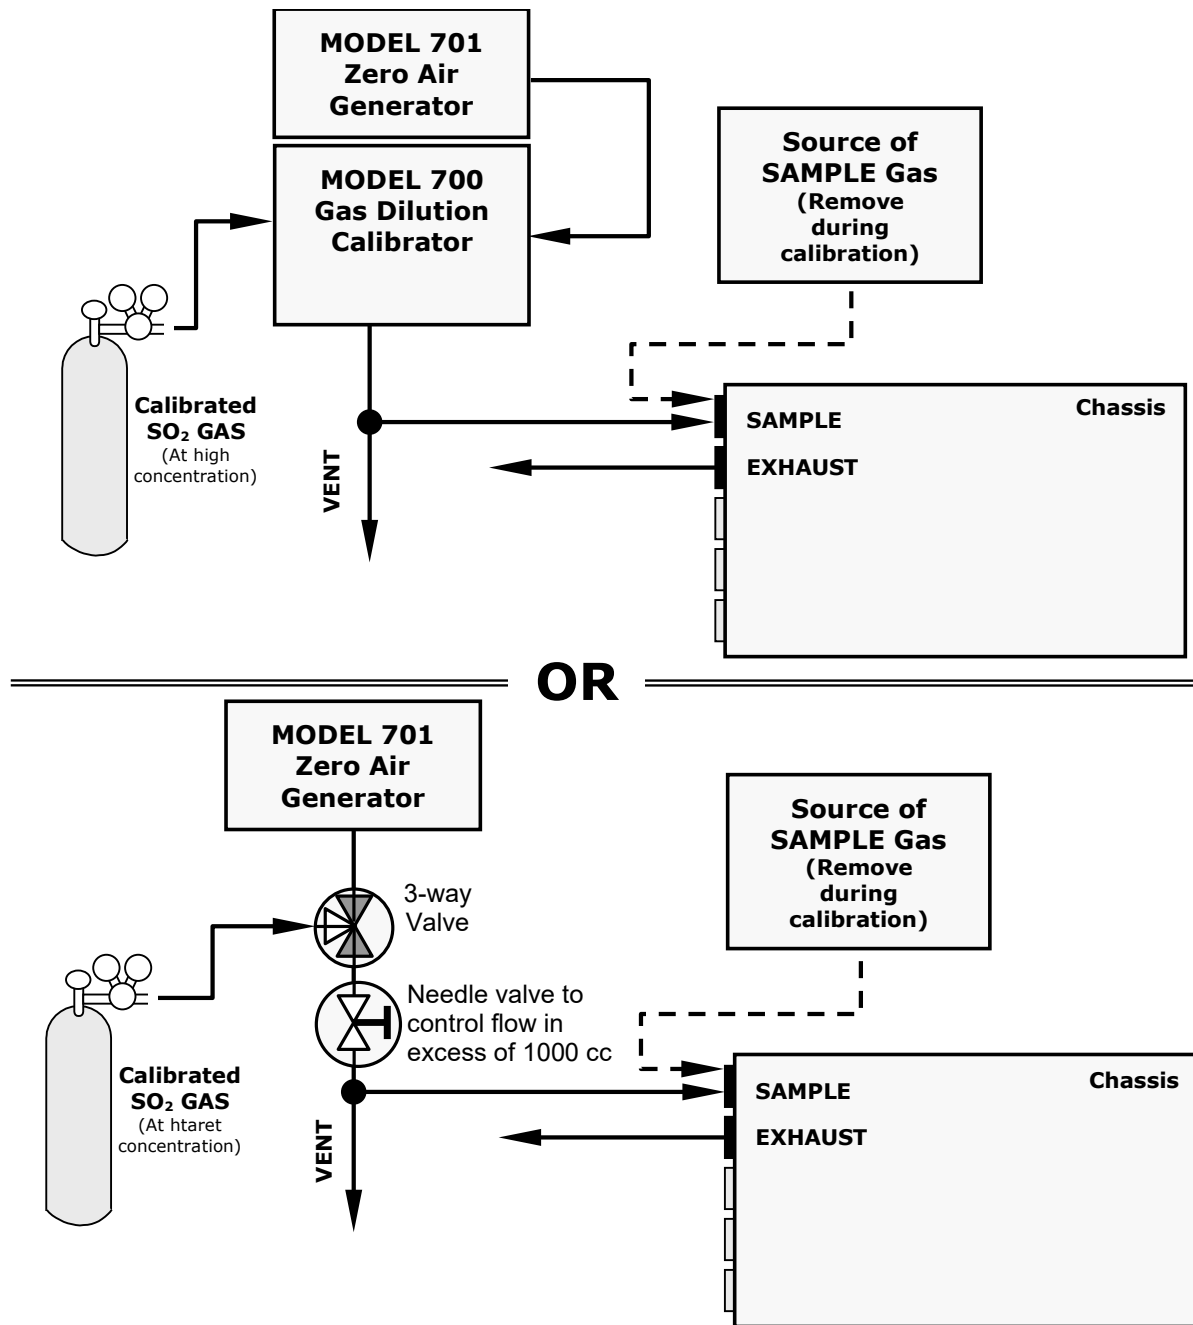 MODEL 701
Zero Air
Generator
MODEL 700
Gas Dilution
Calibrator
Source of
SAMPLE Gas
(Remove
during
calibration)
Calibrated
SO₂ GAS
(At high
concentration)
VENT
SAMPLE
EXHAUST
Chassis
OR
MODEL 701
Zero Air
Generator
3-way
Valve
Needle valve to
control flow in
excess of 1000 cc
Source of
SAMPLE Gas
(Remove
during
calibration)
Calibrated
SO₂ GAS
(At htaret
concentration)
VENT
SAMPLE
EXHAUST
Chassis